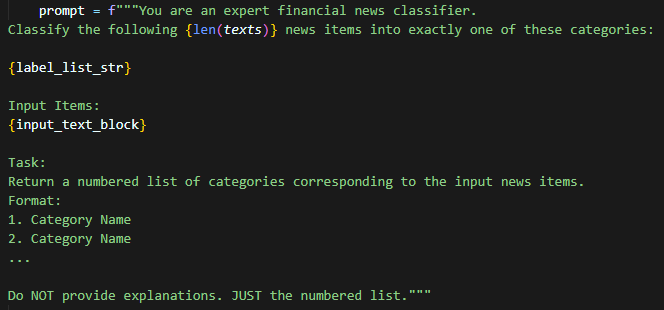 prompt = f"""You are an expert financial news classifier.
Classify the following {len(texts)} news items into exactly one of these categories:
{label_list_str}
Input Items:
{input_text_block}
Task:
Return a numbered list of categories corresponding to the input news items.
Format:
1. Category Name
2. Category Name
...
Do NOT provide explanations. JUST the numbered list."""